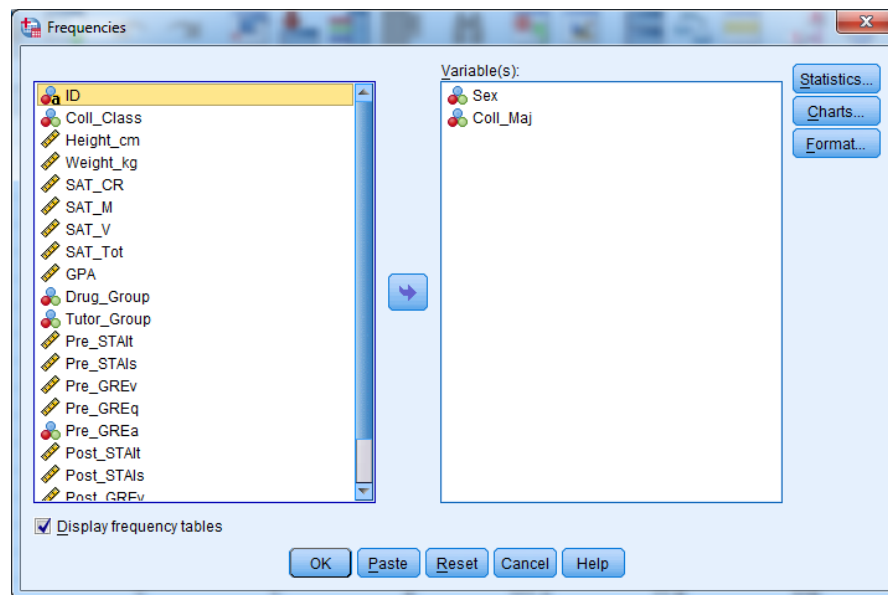 Frequencies
ID
Coll_Class
Height_cm
Weight_kg
SAT_CR
SAT_M
SAT_V
SAT_Tot
GPA
Drug_Group
Tutor_Group
Pre_STAIt
Pre_STAIs
Pre_GREv
Pre_GREq
Pre_GREa
Post_STAIt
Post_STAIs
Post_GREv
Variable(s):
Sex
Coll_Maj
Statistics...
Charts...
Format...
Display frequency tables
OK Paste Reset Cancel Help